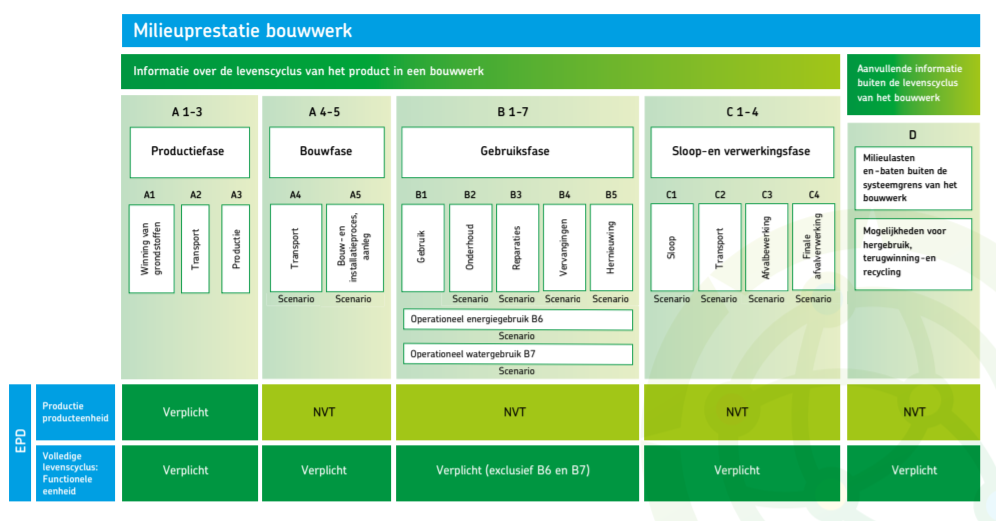 Milieuprestatie bouwwerk
Informatie over de levenscyclus van het product in een bouwwerk
Aanvullende informatie
buiten de levenscyclus
van het bouwwerk
A 1-3
A 4-5
B 1-7
C 1-4
D
Productiefase
Bouwfase
Gebruiksfase
Sloop-en verwerkingsfase
Milieulasten
en-baten buiten de
systeemgrens van het
bouwwerk
A1
A2
A3
A4
A5
B1
B2
B3
B4
B5
C1
C2
C3
C4
Winning van
grondstoffen
Transport
Productie
Transport
Bouw-en
installatieproces,
aanleg
Gebruik
Onderhoud
Reparaties
Vervangingen
Hernieuwing
Sloop
Transport
Afvalbewerking
Finale
afvalverwerking
Mogelijkheden voor
hergebruik,
terugwinning-en
recycling
Scenario
Scenario
Scenario
Scenario
Scenario
Scenario
Scenario
Scenario
Scenario
Scenario
Operationeel energiegebruik B6
Scenario
Operationeel watergebruik B7
Scenario
EPD
Productie
producteenheid
Verplicht
NVT
NVT
NVT
NVT
Volledige
levenscyclus:
Functionele
eenheid
Verplicht
Verplicht
Verplicht (exclusief B6 en B7)
Verplicht
Verplicht